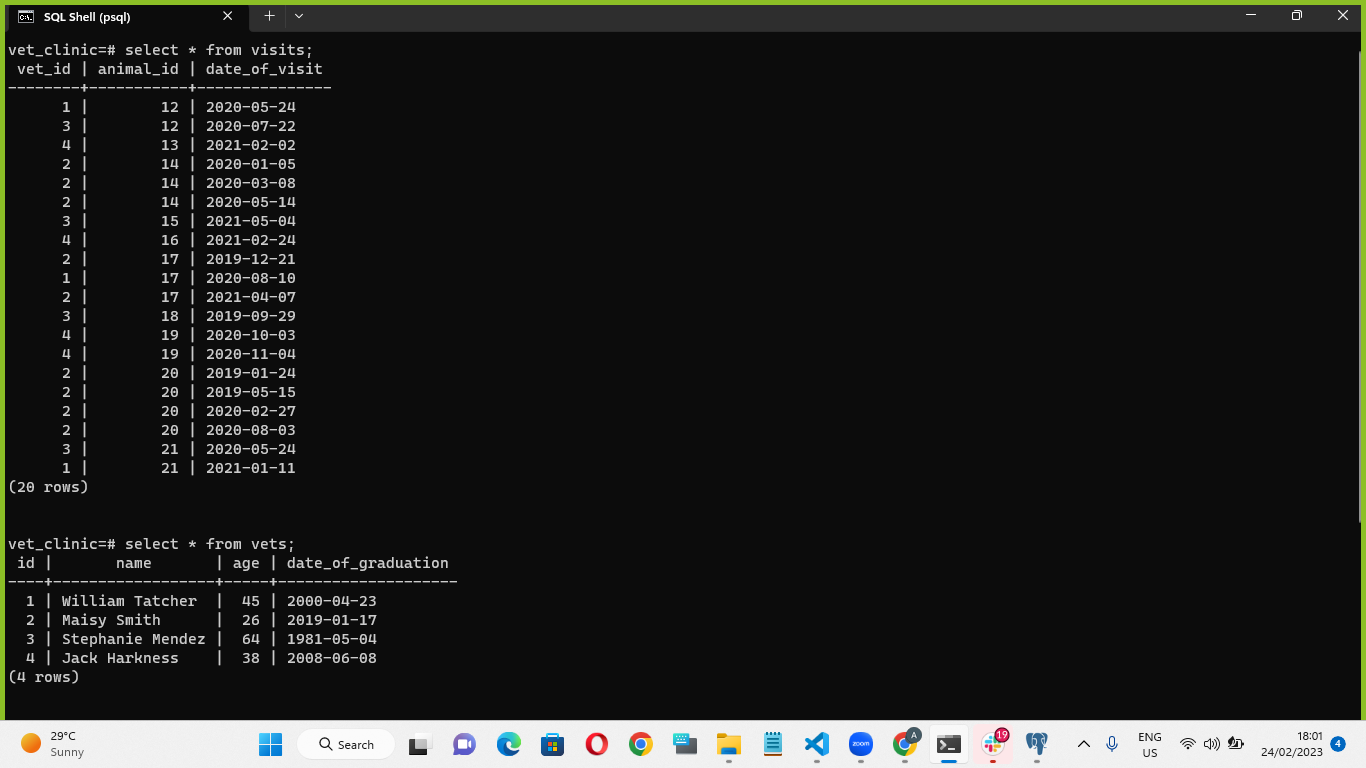 SQL Shell (psql)
vet_clinic=# select * from visits;
 vet_id | animal_id | date_of_visit
--------+-----------+---------------
      1 |        12 | 2020-05-24
      3 |        12 | 2020-07-22
      4 |        13 | 2021-02-02
      2 |        14 | 2020-01-05
      2 |        14 | 2020-03-08
      2 |        14 | 2020-05-14
      3 |        15 | 2021-05-04
      4 |        16 | 2021-02-24
      2 |        17 | 2019-12-21
      1 |        17 | 2020-08-10
      2 |        17 | 2021-04-07
      3 |        18 | 2019-09-29
      4 |        19 | 2020-10-03
      4 |        19 | 2020-11-04
      2 |        20 | 2019-01-24
      2 |        20 | 2019-05-15
      2 |        20 | 2020-02-27
      2 |        20 | 2020-08-03
      3 |        21 | 2020-05-24
      1 |        21 | 2021-01-11
(20 rows)
vet_clinic=# select * from vets;
 id |       name       | age | date_of_graduation
----+------------------+-----+--------------------
  1 | William Tatcher  |  45 | 2000-04-23
  2 | Maisy Smith      |  26 | 2019-01-17
  3 | Stephanie Mendez |  64 | 1981-05-04
  4 | Jack Harkness    |  38 | 2008-06-08
(4 rows)
29°C
Sunny
Search
zoom
A
19
ENG
US
18:01
24/02/2023
4